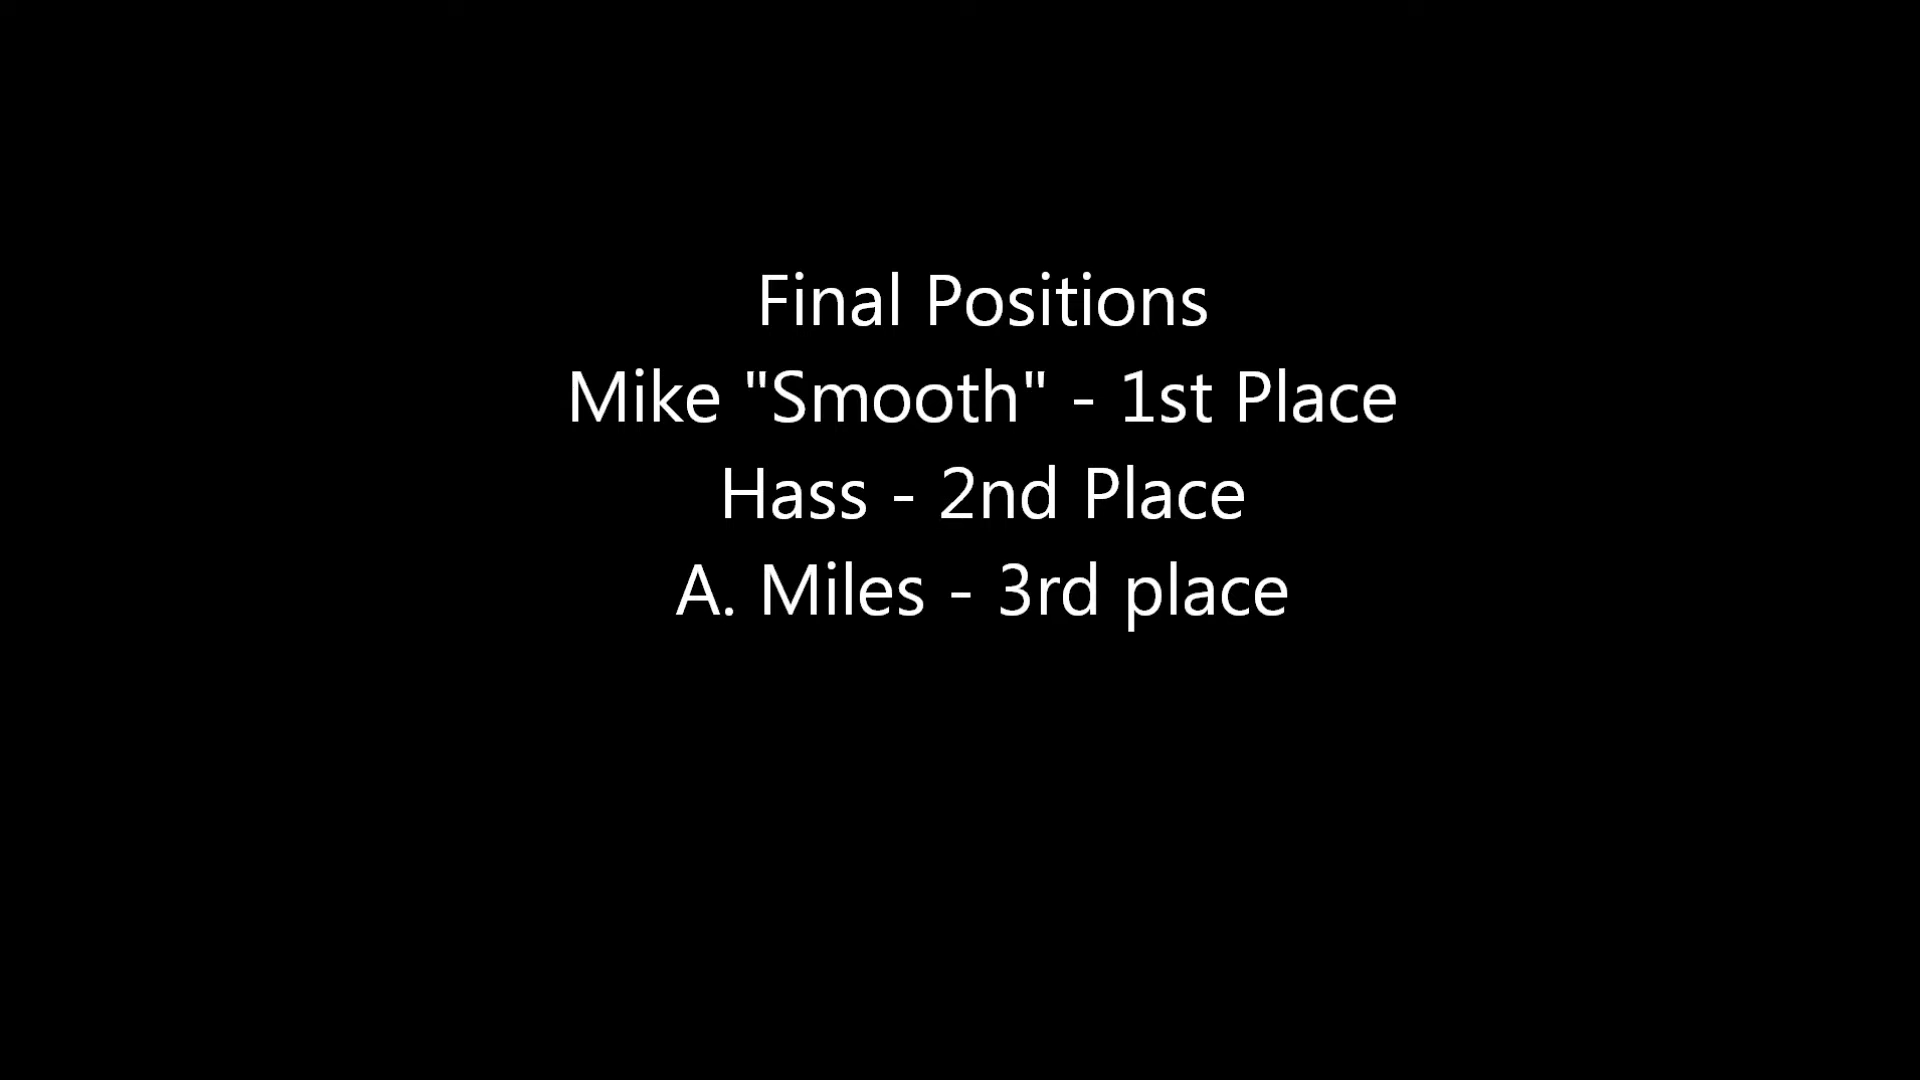 Final Positions
Mike "Smooth" - 1st Place
Hass - 2nd Place
A. Miles - 3rd place